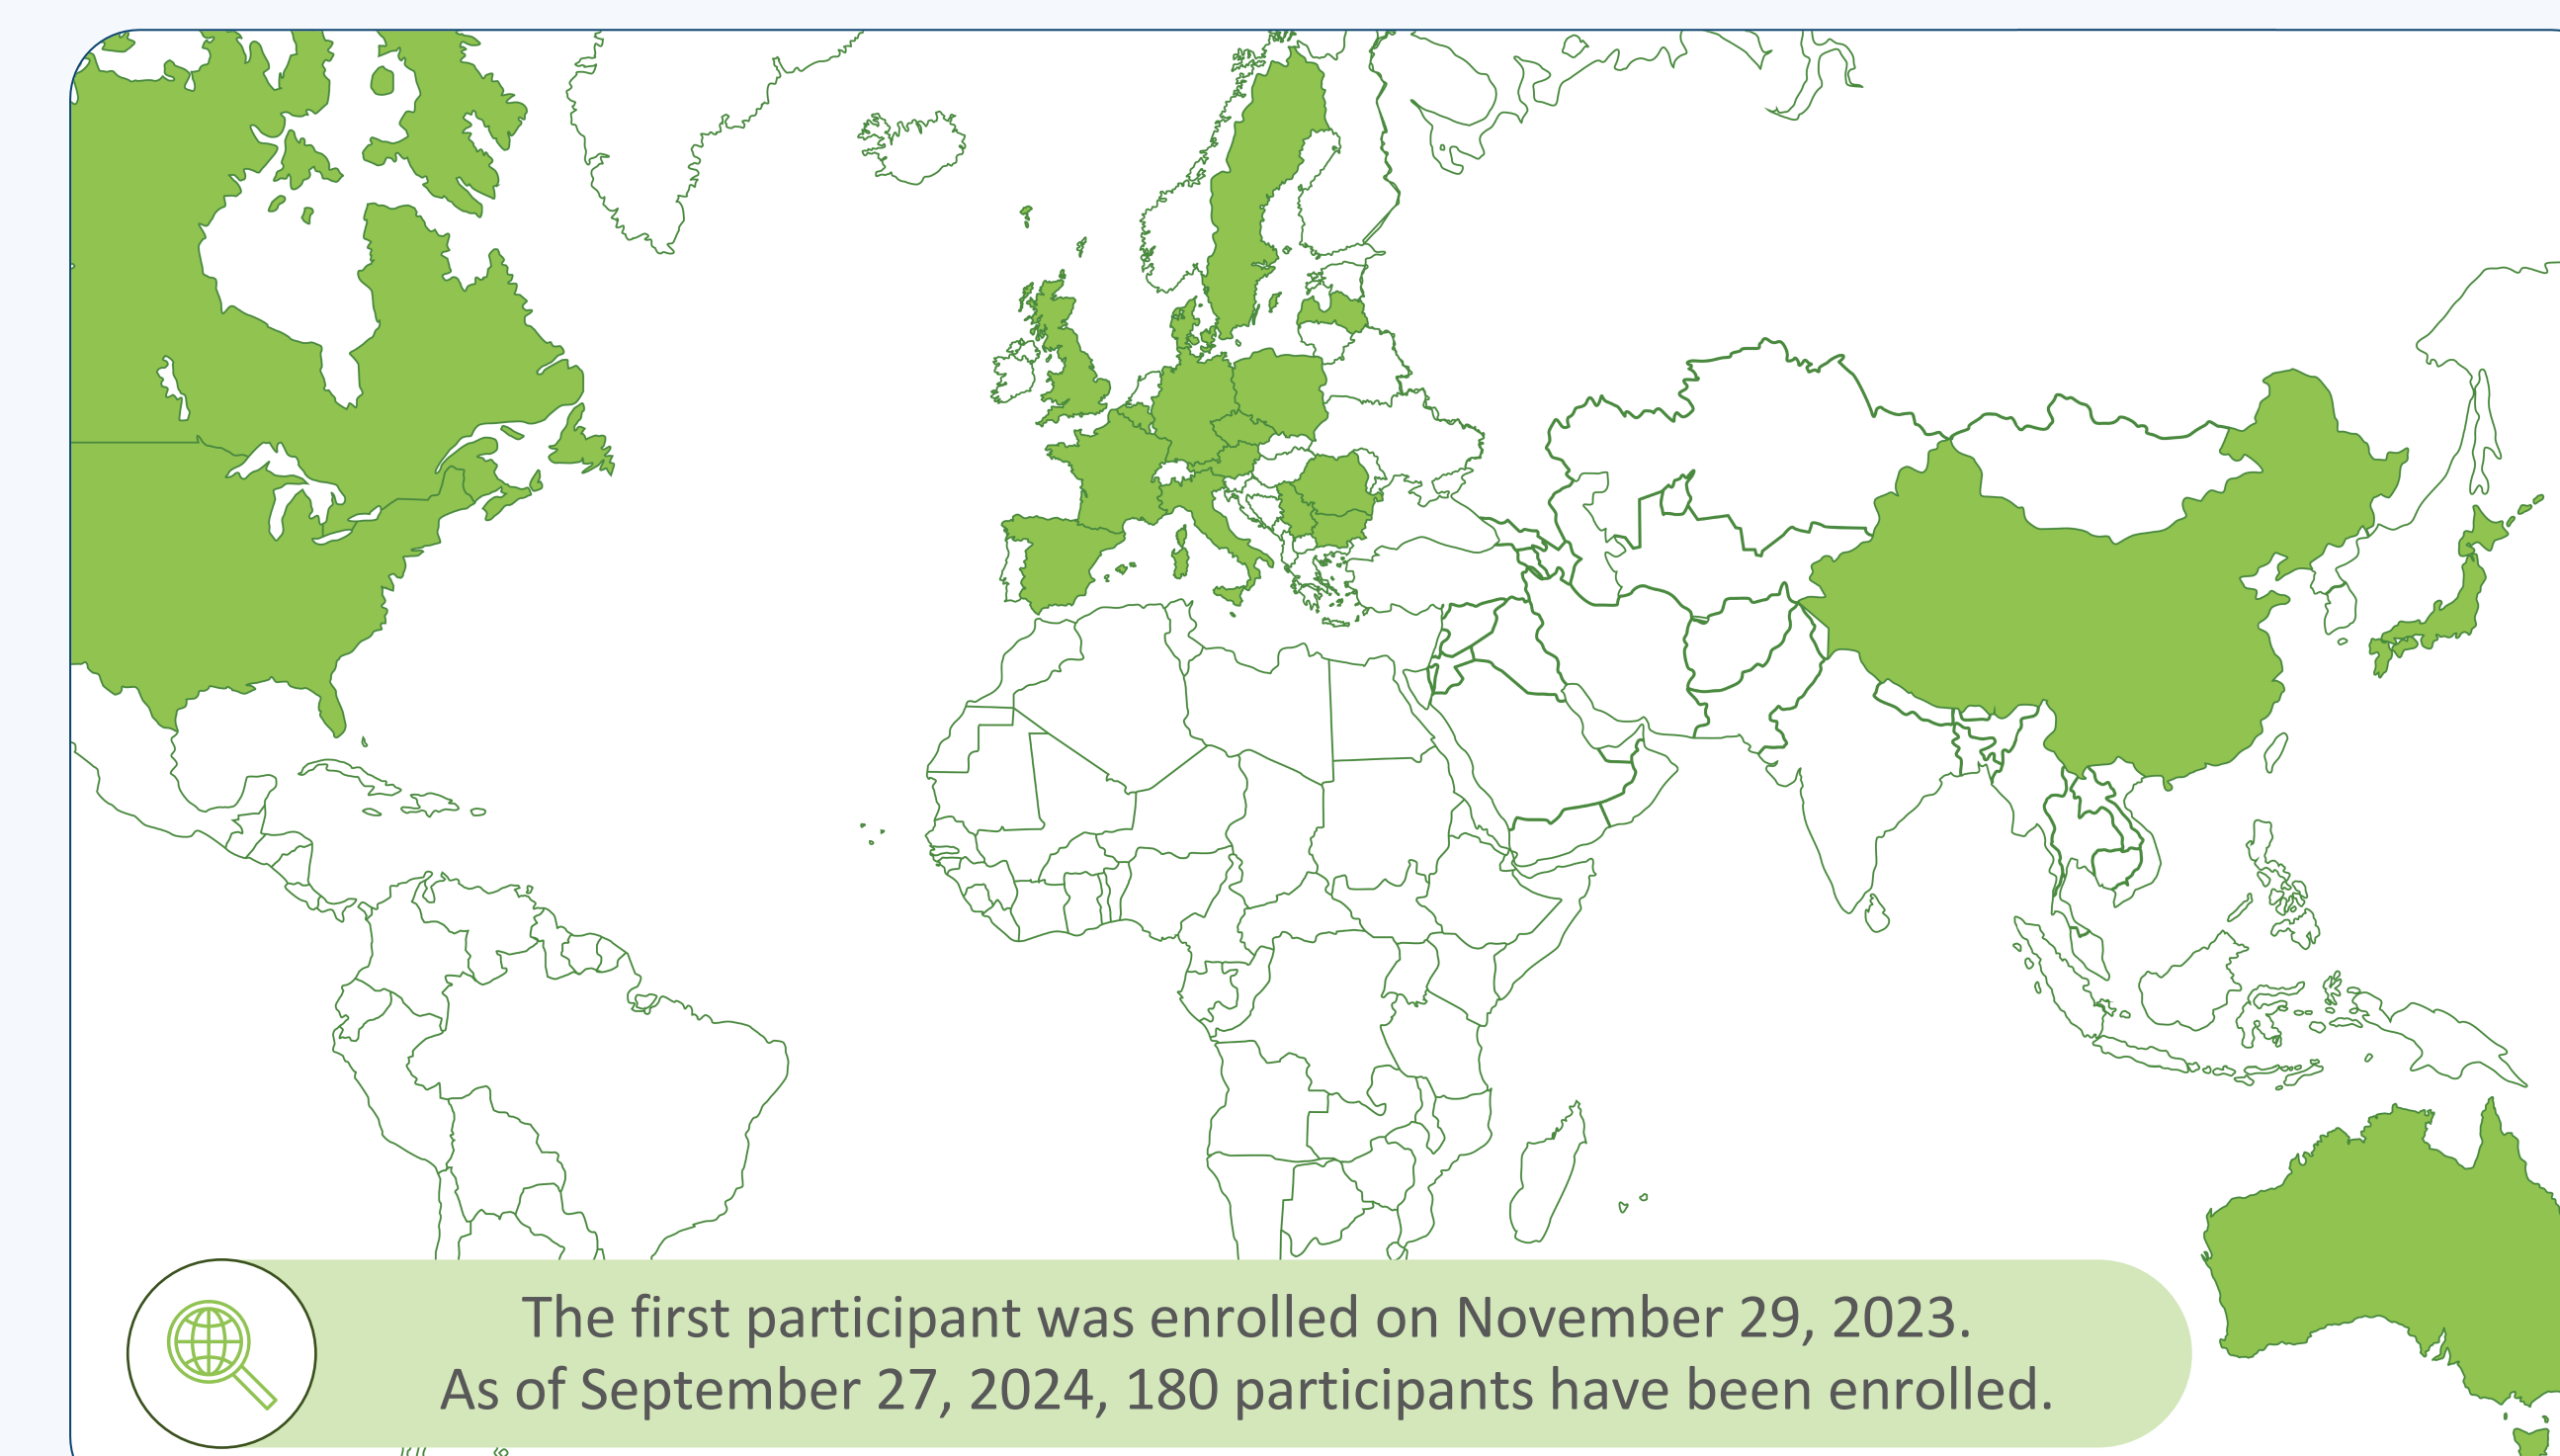 The first participant was enrolled on November 29, 2023.
As of September 27, 2024, 180 participants have been enrolled.